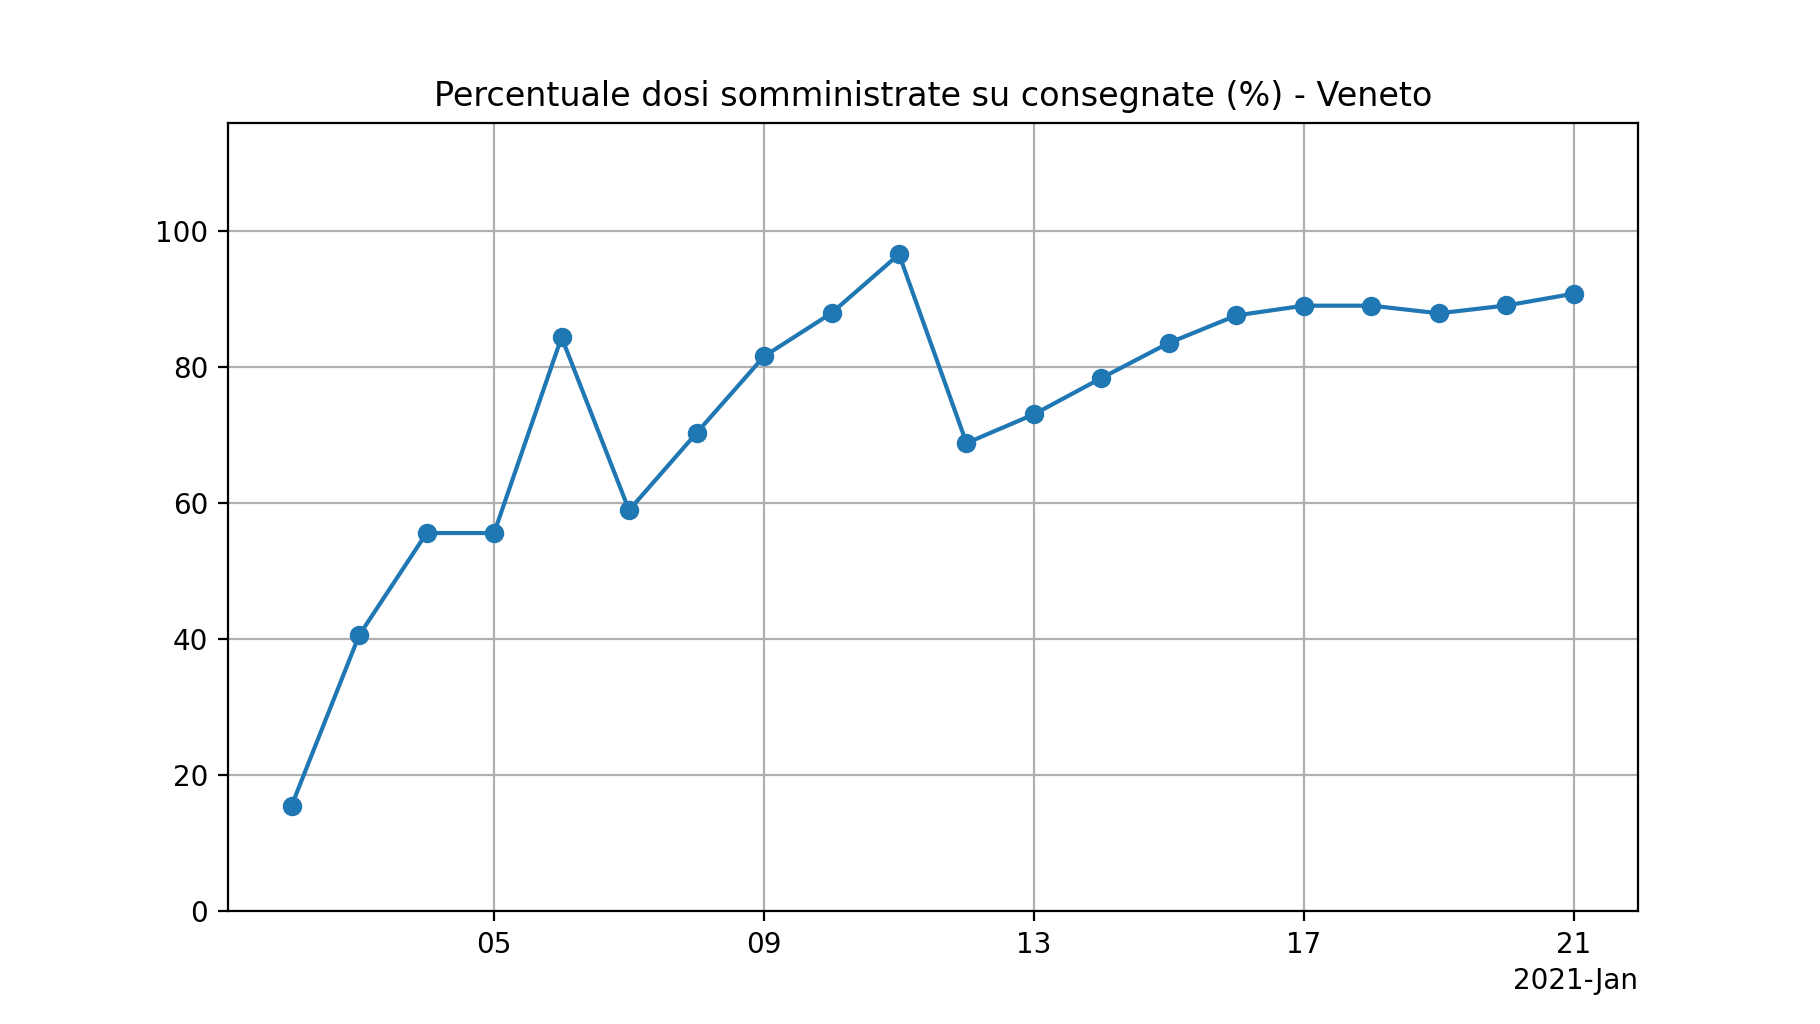 Percentuale dosi somministrate su consegnate (%) - Veneto
100
80
60
40
20
0
05 09 13 17 21
2021-Jan